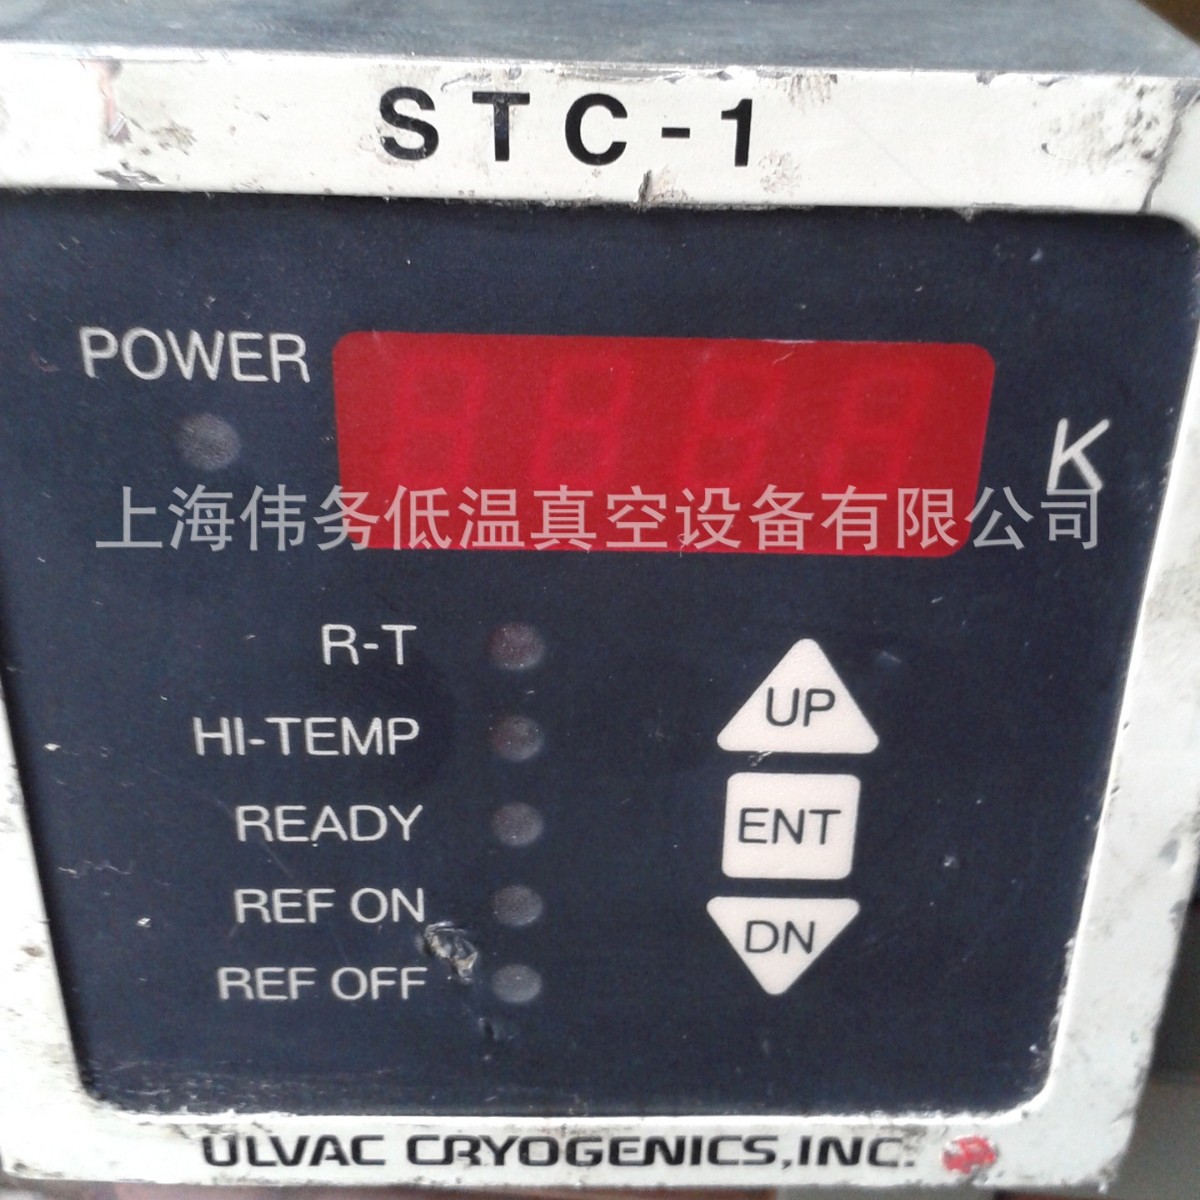 STC-1
POWER
K
上海伟务低温真空设备有限公司
R-T
HI-TEMP
READY
REF ON
REF OFF
UP
ENT
DN
ULVAC CRYOGENICS,INC.